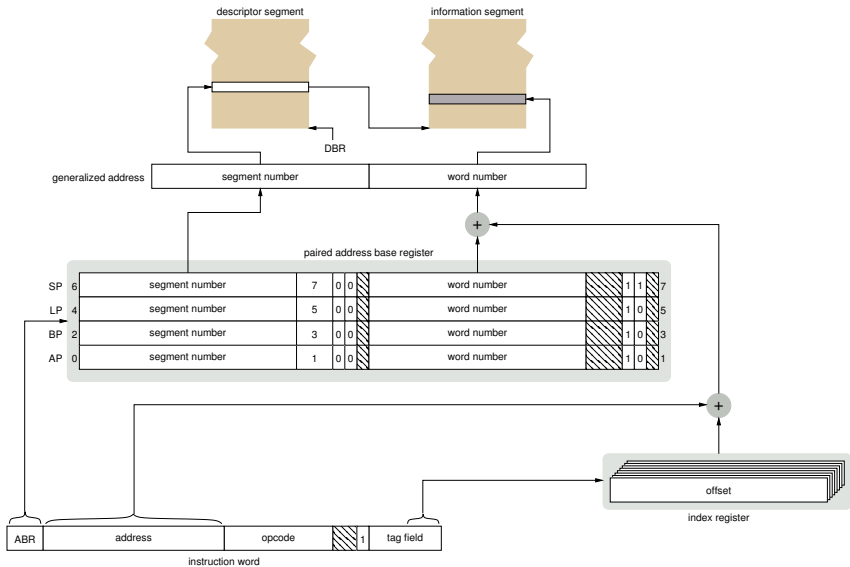 descriptor segment information segment
DBR
generalized address segment number word number
+
paired address base register
SP 6 segment number 7 0 0 word number 1 1 7
LP 4 segment number 5 0 0 word number 1 0 5
BP 2 segment number 3 0 0 word number 1 0 3
AP 0 segment number 1 0 0 word number 1 0 1
+
offset
index register
ABR address opcode 1 tag field
instruction word